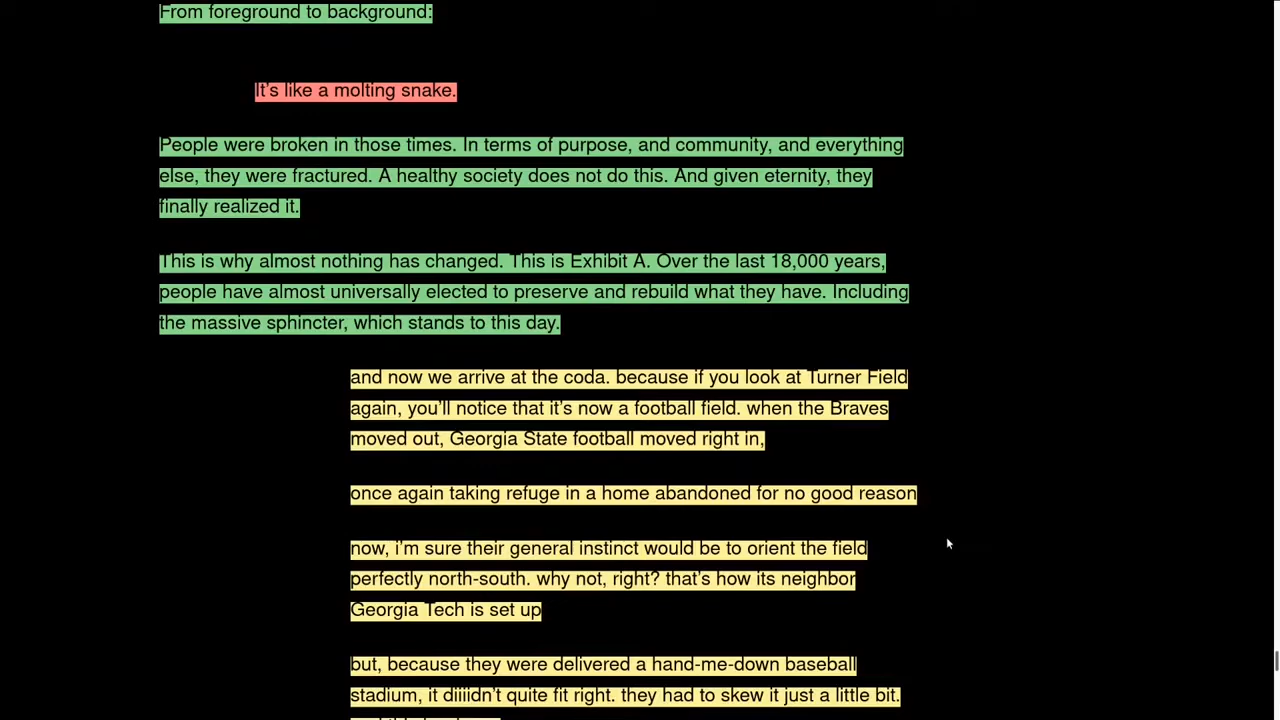 From foreground to background:
It's like a molting snake.
People were broken in those times. In terms of purpose, and community, and everything
else, they were fractured. A healthy society does not do this. And given eternity, they
finally realized it.
This is why almost nothing has changed. This is Exhibit A. Over the last 18,000 years,
people have almost universally elected to preserve and rebuild what they have. Including
the massive sphincter, which stands to this day.
and now we arrive at the coda. because if you look at Turner Field
again, you'll notice that it's now a football field. when the Braves
moved out, Georgia State football moved right in,
once again taking refuge in a home abandoned for no good reason
now, i'm sure their general instinct would be to orient the field
perfectly north-south. why not, right? that's how its neighbor
Georgia Tech is set up
but, because they were delivered a hand-me-down baseball
stadium, it diiiidn't quite fit right. they had to skew it just a little bit.